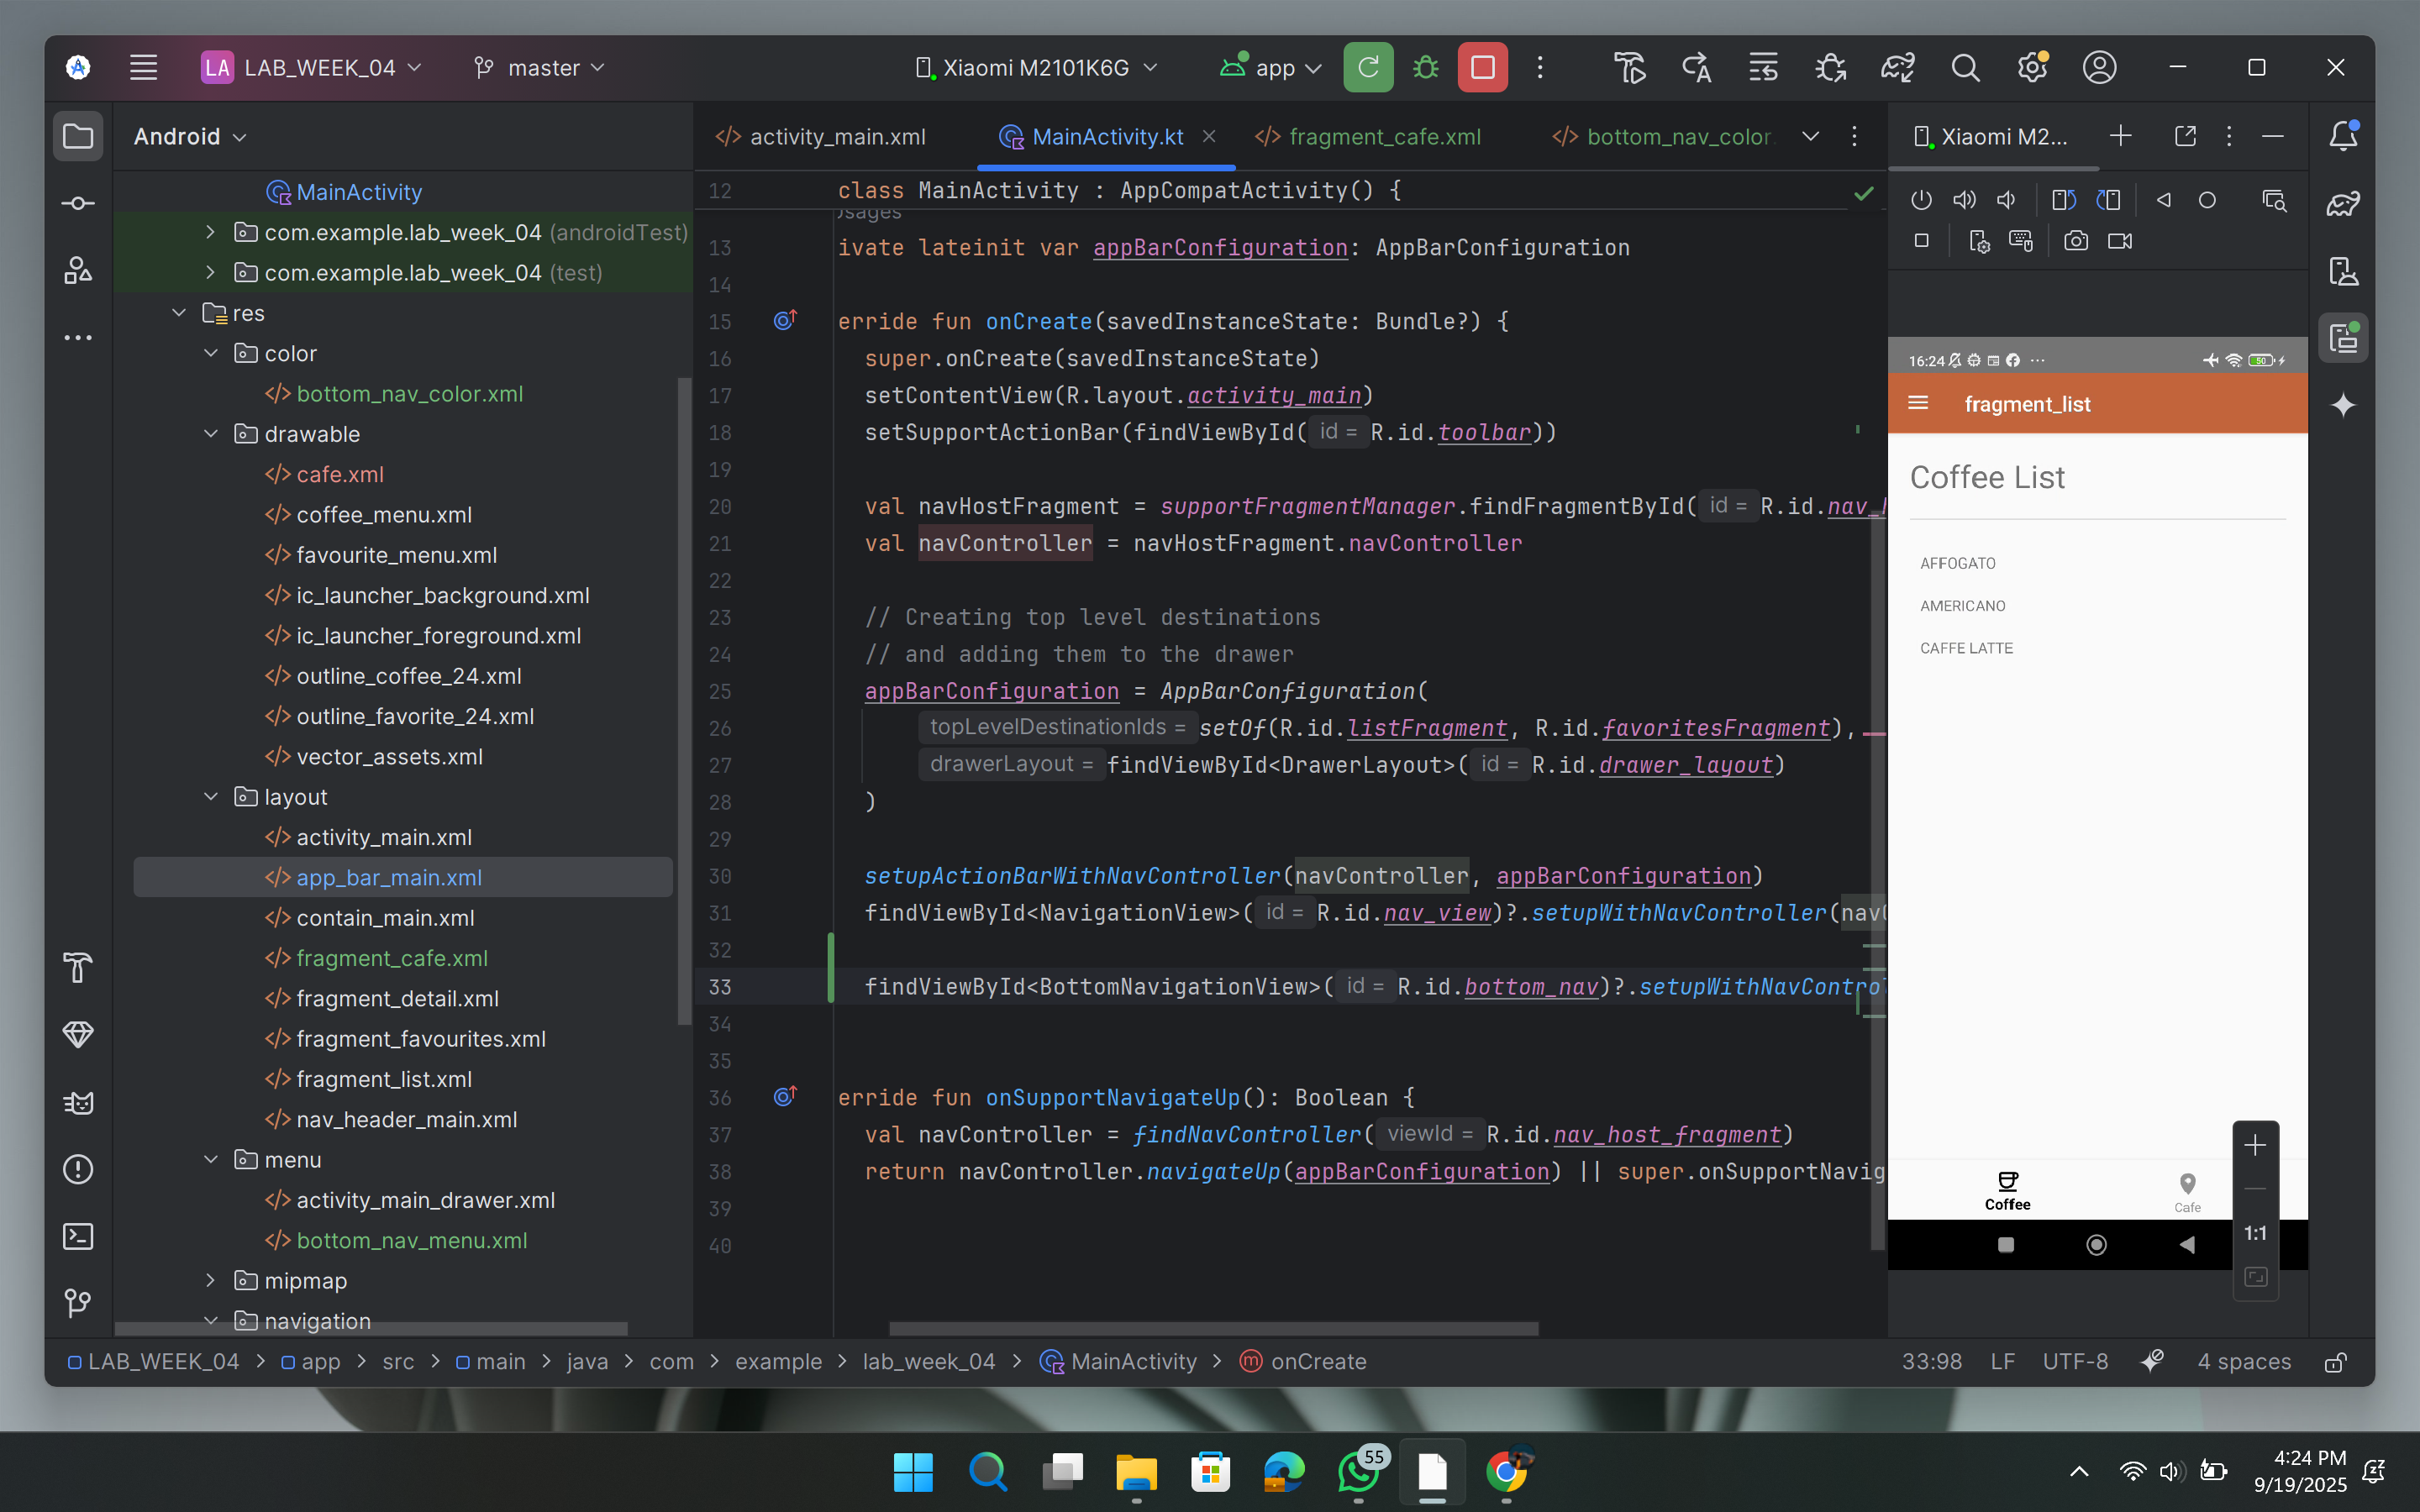 LA LAB_WEEK_04 master Xiaomi M2101K6G app
Android
MainActivity
com.example.lab_week_04 (androidTest)
com.example.lab_week_04 (test)
res
color
bottom_nav_color.xml
drawable
cafe.xml
coffee_menu.xml
favourite_menu.xml
ic_launcher_background.xml
ic_launcher_foreground.xml
outline_coffee_24.xml
outline_favorite_24.xml
vector_assets.xml
layout
activity_main.xml
app_bar_main.xml
contain_main.xml
fragment_cafe.xml
fragment_detail.xml
fragment_favourites.xml
fragment_list.xml
nav_header_main.xml
menu
activity_main_drawer.xml
bottom_nav_menu.xml
mipmap
navigation
activity_main.xml MainActivity.kt fragment_cafe.xml bottom_nav_color.
12 class MainActivity : AppCompatActivity() {
13 ivate lateinit var appBarConfiguration: AppBarConfiguration
14
15 erride fun onCreate(savedInstanceState: Bundle?) {
16 super.onCreate(savedInstanceState)
17 setContentView(R.layout.activity_main)
18 setSupportActionBar(findViewById( id = R.id.toolbar))
19
20 val navHostFragment = supportFragmentManager.findFragmentById( id = R.id.nav_h
21 val navController = navHostFragment.navController
22
23 // Creating top level destinations
24 // and adding them to the drawer
25 appBarConfiguration = AppBarConfiguration(
26 topLevelDestinationIds = setOf(R.id.listFragment, R.id.favoritesFragment),
27 drawerLayout = findViewById<DrawerLayout>( id = R.id.drawer_layout)
28 )
29
30 setupActionBarWithNavController(navController, appBarConfiguration)
31 findViewById<NavigationView>( id = R.id.nav_view)?.setupWithNavController(nav
32
33 findViewById<BottomNavigationView>( id = R.id.bottom_nav)?.setupWithNavContro
34
35
36 erride fun onSupportNavigateUp(): Boolean {
37 val navController = findNavController( viewId = R.id.nav_host_fragment)
38 return navController.navigateUp(appBarConfiguration) || super.onSupportNavig
39
40
Xiaomi M2...
16:24 ... 50
fragment_list
Coffee List
AFFOGATO
AMERICANO
CAFFE LATTE
Coffee
Cafe
1:1
LAB_WEEK_04 > app > src > main > java > com > example > lab_week_04 > MainActivity > m onCreate
33:98 LF UTF-8 4 spaces
55
4:24 PM
9/19/2025